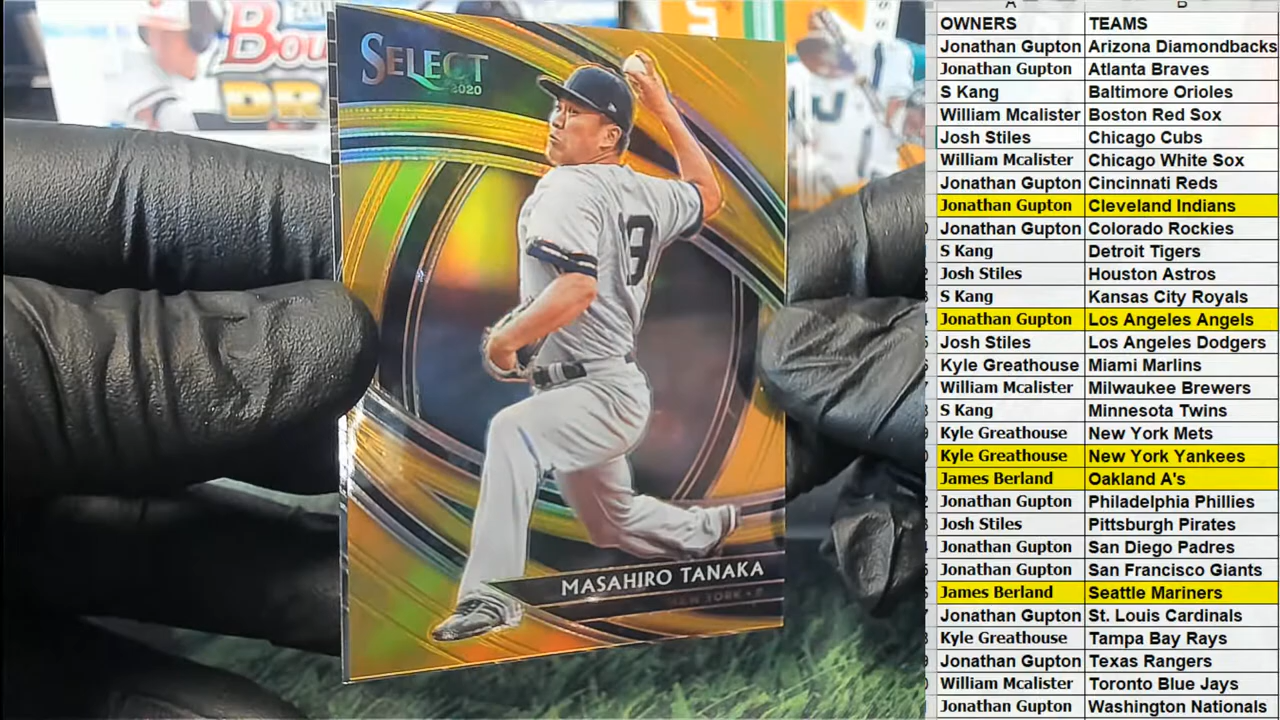 Bow
DR
SELECT
2020
19
MASAHIRO TANAKA
NEW YORK • P
A B
OWNERS TEAMS
Jonathan Gupton Arizona Diamondbacks
Jonathan Gupton Atlanta Braves
S Kang Baltimore Orioles
William Mcalister Boston Red Sox
Josh Stiles Chicago Cubs
William Mcalister Chicago White Sox
Jonathan Gupton Cincinnati Reds
Jonathan Gupton Cleveland Indians
Jonathan Gupton Colorado Rockies
S Kang Detroit Tigers
Josh Stiles Houston Astros
S Kang Kansas City Royals
Jonathan Gupton Los Angeles Angels
Josh Stiles Los Angeles Dodgers
Kyle Greathouse Miami Marlins
William Mcalister Milwaukee Brewers
S Kang Minnesota Twins
Kyle Greathouse New York Mets
Kyle Greathouse New York Yankees
James Berland Oakland A's
Jonathan Gupton Philadelphia Phillies
Josh Stiles Pittsburgh Pirates
Jonathan Gupton San Diego Padres
Jonathan Gupton San Francisco Giants
James Berland Seattle Mariners
Jonathan Gupton St. Louis Cardinals
Kyle Greathouse Tampa Bay Rays
Jonathan Gupton Texas Rangers
William Mcalister Toronto Blue Jays
Jonathan Gupton Washington Nationals